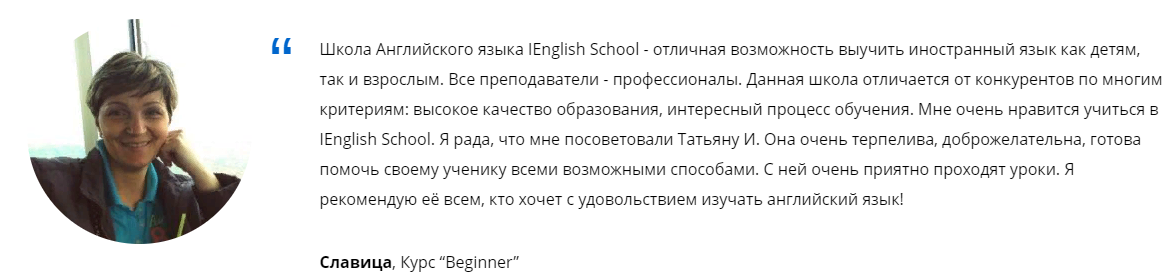 “
Школа Английского языка IEnglish School - отличная возможность выучить иностранный язык как детям,
так и взрослым. Все преподаватели - профессионалы. Данная школа отличается от конкурентов по многим
критериям: высокое качество образования, интересный процесс обучения. Мне очень нравится учиться в
IEnglish School. Я рада, что мне посоветовали Татьяну И. Она очень терпелива, доброжелательна, готова
помочь своему ученику всеми возможными способами. С ней очень приятно проходят уроки. Я
рекомендую её всем, кто хочет с удовольствием изучать английский язык!
Славица, Курс “Beginner”